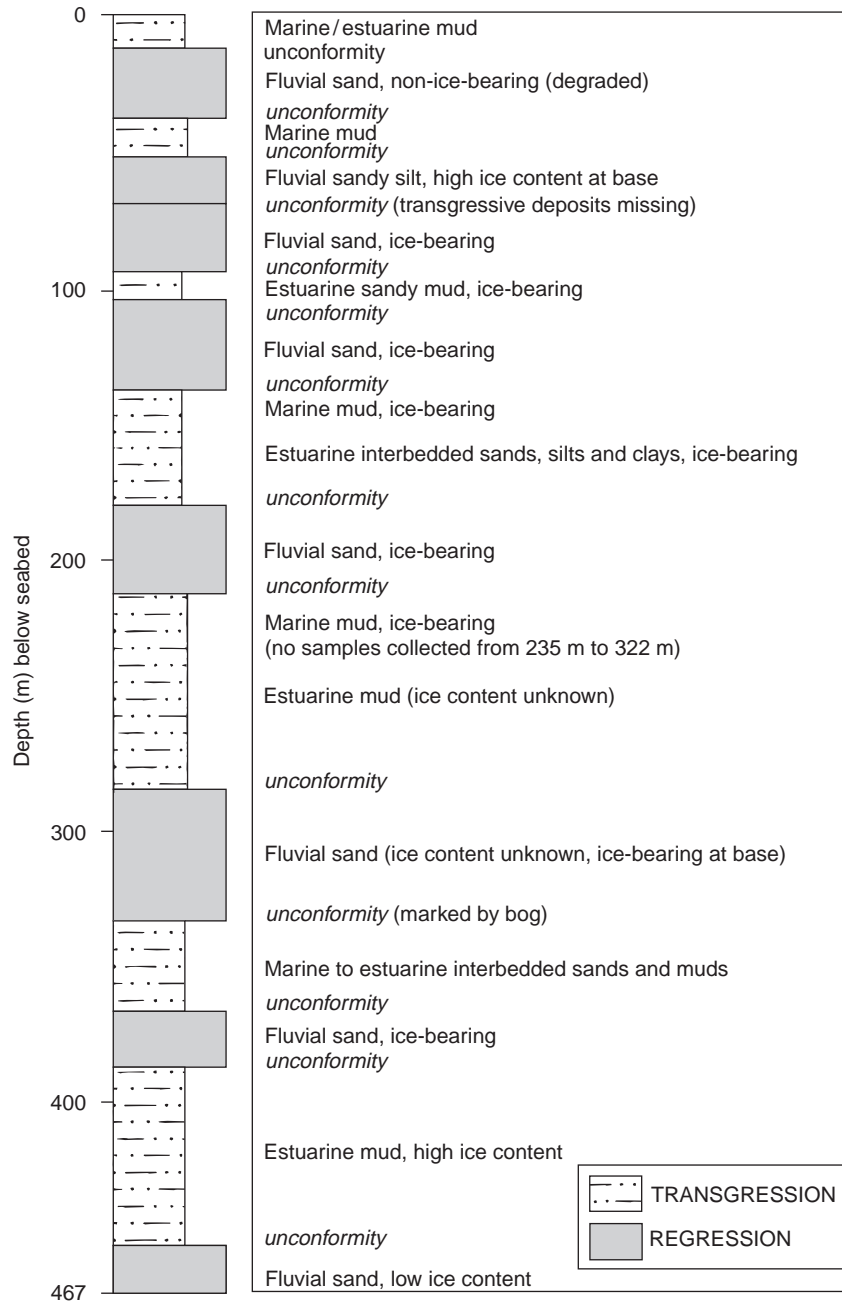 0
Marine/estuarine mud
unconformity
Fluvial sand, non-ice-bearing (degraded)
unconformity
Marine mud
unconformity
Fluvial sandy silt, high ice content at base
unconformity (transgressive deposits missing)
Fluvial sand, ice-bearing
unconformity
100
Estuarine sandy mud, ice-bearing
unconformity
Fluvial sand, ice-bearing
unconformity
Marine mud, ice-bearing
Estuarine interbedded sands, silts and clays, ice-bearing
unconformity
Depth (m) below seabed
200
Fluvial sand, ice-bearing
unconformity
Marine mud, ice-bearing
(no samples collected from 235 m to 322 m)
Estuarine mud (ice content unknown)
unconformity
300
Fluvial sand (ice content unknown, ice-bearing at base)
unconformity (marked by bog)
Marine to estuarine interbedded sands and muds
unconformity
Fluvial sand, ice-bearing
unconformity
400
Estuarine mud, high ice content
TRANSGRESSION
REGRESSION
unconformity
Fluvial sand, low ice content
467